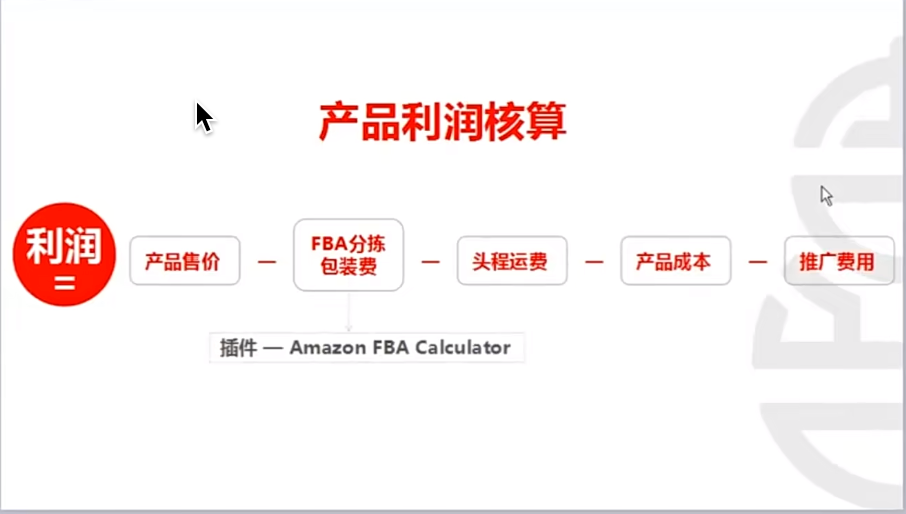 产品利润核算
利润
=
产品售价
—
FBA分拣
包装费
—
头程运费
—
产品成本
—
推广费用
插件 — Amazon FBA Calculator